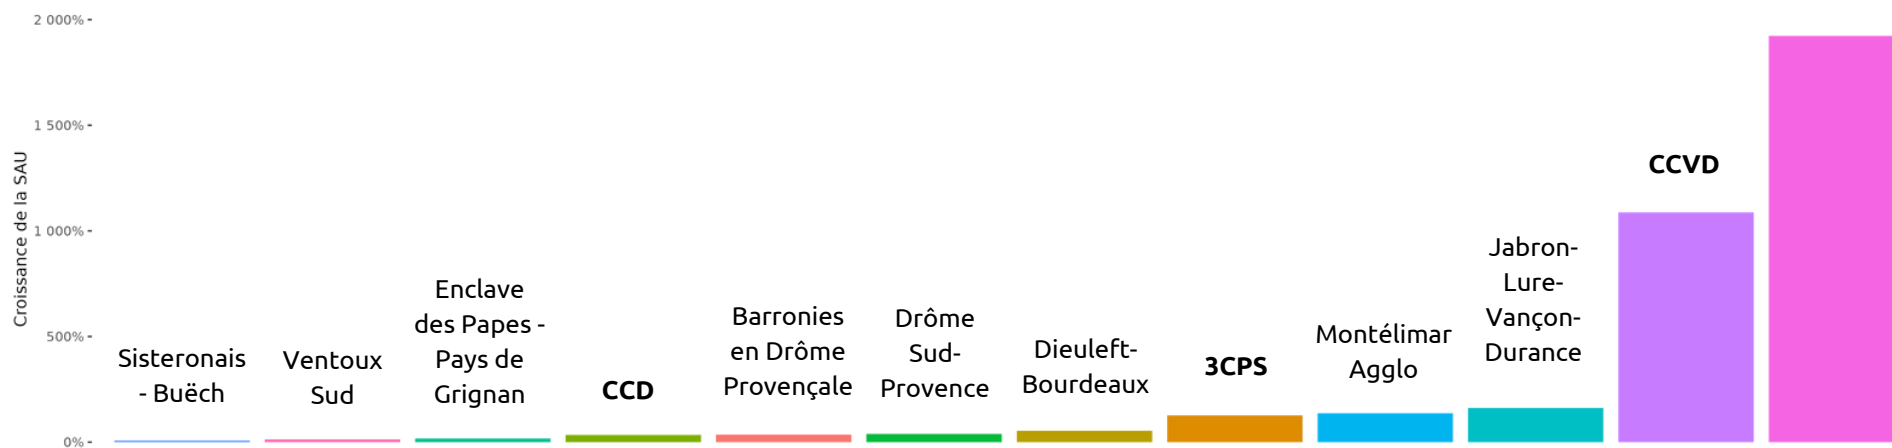 2 000%
1 500%
1 000%
500%
0%
Croissance de la SAU
Sisteronais
- Buëch
Ventoux
Sud
Enclave
des Papes -
Pays de
Grignan
CCD
Barronies
en Drôme
Provençale
Drôme
Sud-
Provence
Dieuleft-
Bourdeaux
3CPS
Montélimar
Agglo
Jabron-
Lure-
Vançon-
Durance
CCVD